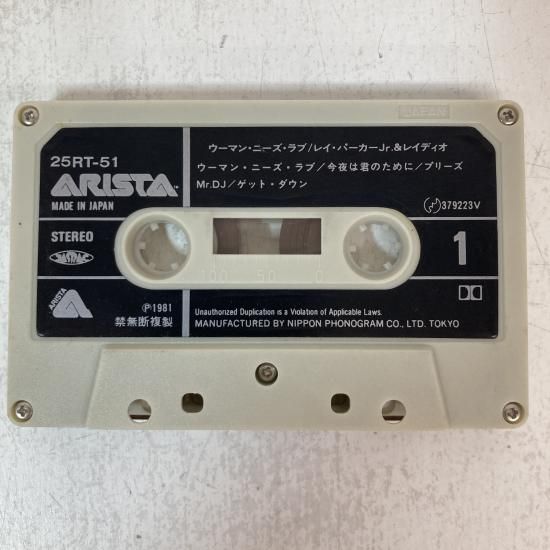 JAPAN
ウーマン・ニーズ・ラブ/レイ・パーカーJr.&レイディオ
25RT-51
ARISTA
MADE IN JAPAN
ウーマン・ニーズ・ラブ/今夜は君のために/プリーズ
Mr.DJ/ゲット・ダウン
379223V
STEREO
JASRAC
1
100 50 0
ARISTA
Ⓟ1981
禁無断複製
Unauthorized Duplication is a Violation of Applicable Laws.
MANUFACTURED BY NIPPON PHONOGRAM CO., LTD. TOKYO